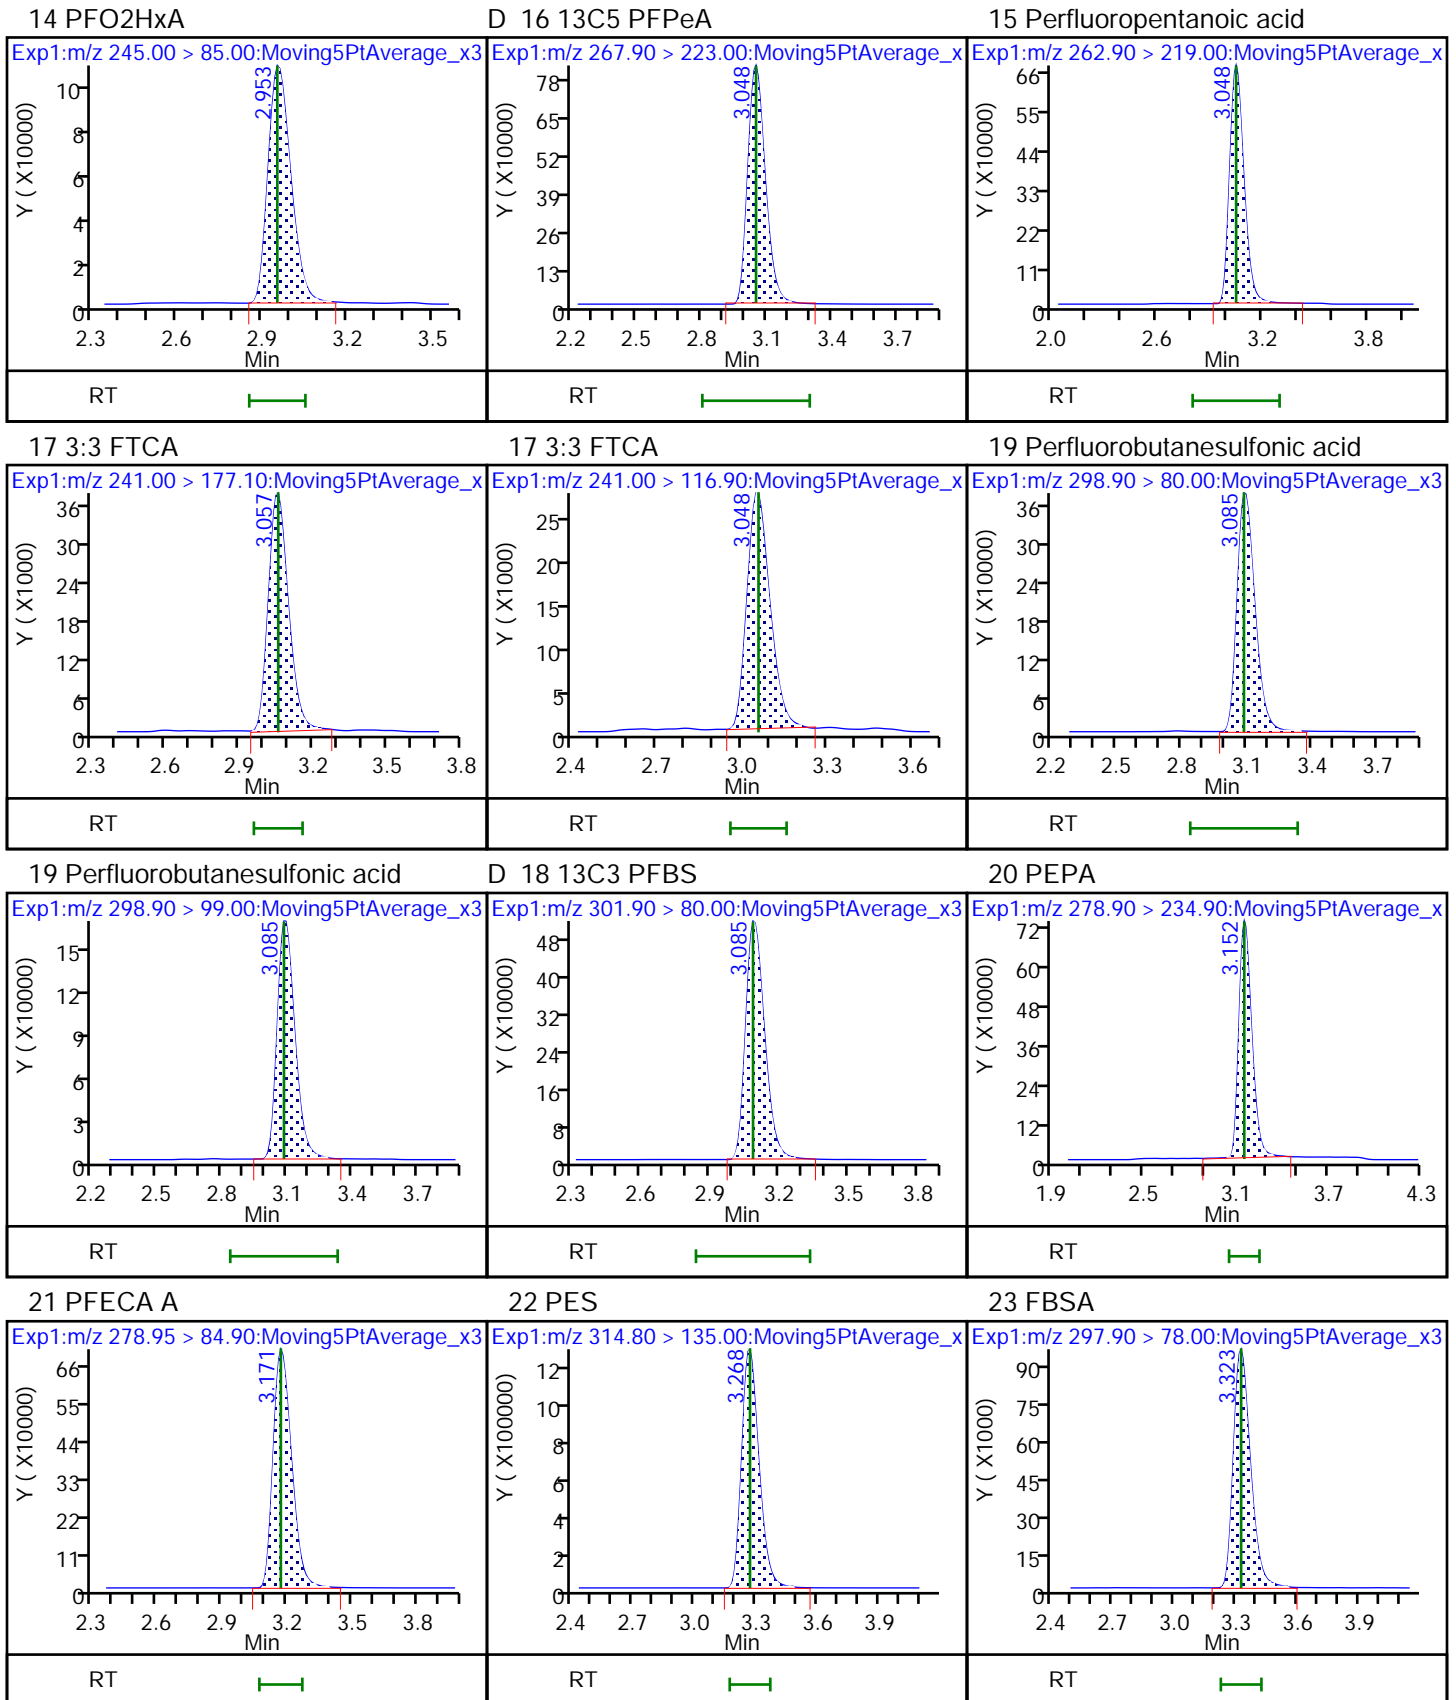 14 PFO2HxA
D 16 13C5 PFPeA
15 Perfluoropentanoic acid
Exp1:m/z 245.00 > 85.00:Moving5PtAverage_x3
Exp1:m/z 267.90 > 223.00:Moving5PtAverage_x
Exp1:m/z 262.90 > 219.00:Moving5PtAverage_x
Y ( X10000)
10
8
6
4
2
0
2.953
2.3 2.6 2.9 3.2 3.5
Min
RT
Y ( X10000)
78
65
52
39
26
13
0
3.048
2.2 2.5 2.8 3.1 3.4 3.7
Min
RT
Y ( X10000)
66
55
44
33
22
11
0
3.048
2.0 2.6 3.2 3.8
Min
RT
17 3:3 FTCA
17 3:3 FTCA
19 Perfluorobutanesulfonic acid
Exp1:m/z 241.00 > 177.10:Moving5PtAverage_x
Exp1:m/z 241.00 > 116.90:Moving5PtAverage_x
Exp1:m/z 298.90 > 80.00:Moving5PtAverage_x3
Y ( X1000)
36
30
24
18
12
6
0
3.057
2.3 2.6 2.9 3.2 3.5 3.8
Min
RT
Y ( X1000)
25
20
15
10
5
0
3.048
2.4 2.7 3.0 3.3 3.6
Min
RT
Y ( X10000)
36
30
24
18
12
6
0
3.085
2.2 2.5 2.8 3.1 3.4 3.7
Min
RT
19 Perfluorobutanesulfonic acid
D 18 13C3 PFBS
20 PEPA
Exp1:m/z 298.90 > 99.00:Moving5PtAverage_x3
Exp1:m/z 301.90 > 80.00:Moving5PtAverage_x3
Exp1:m/z 278.90 > 234.90:Moving5PtAverage_x
Y ( X10000)
15
12
9
6
3
0
3.085
2.2 2.5 2.8 3.1 3.4 3.7
Min
RT
Y ( X10000)
48
40
32
24
16
8
0
3.085
2.3 2.6 2.9 3.2 3.5 3.8
Min
RT
Y ( X10000)
72
60
48
36
24
12
0
3.152
1.9 2.5 3.1 3.7 4.3
Min
RT
21 PFECA A
22 PES
23 FBSA
Exp1:m/z 278.95 > 84.90:Moving5PtAverage_x3
Exp1:m/z 314.80 > 135.00:Moving5PtAverage_x
Exp1:m/z 297.90 > 78.00:Moving5PtAverage_x3
Y ( X10000)
66
55
44
33
22
11
0
3.171
2.3 2.6 2.9 3.2 3.5 3.8
Min
RT
Y ( X100000)
12
10
8
6
4
2
0
3.268
2.4 2.7 3.0 3.3 3.6 3.9
Min
RT
Y ( X10000)
90
75
60
45
30
15
0
3.323
2.4 2.7 3.0 3.3 3.6 3.9
Min
RT